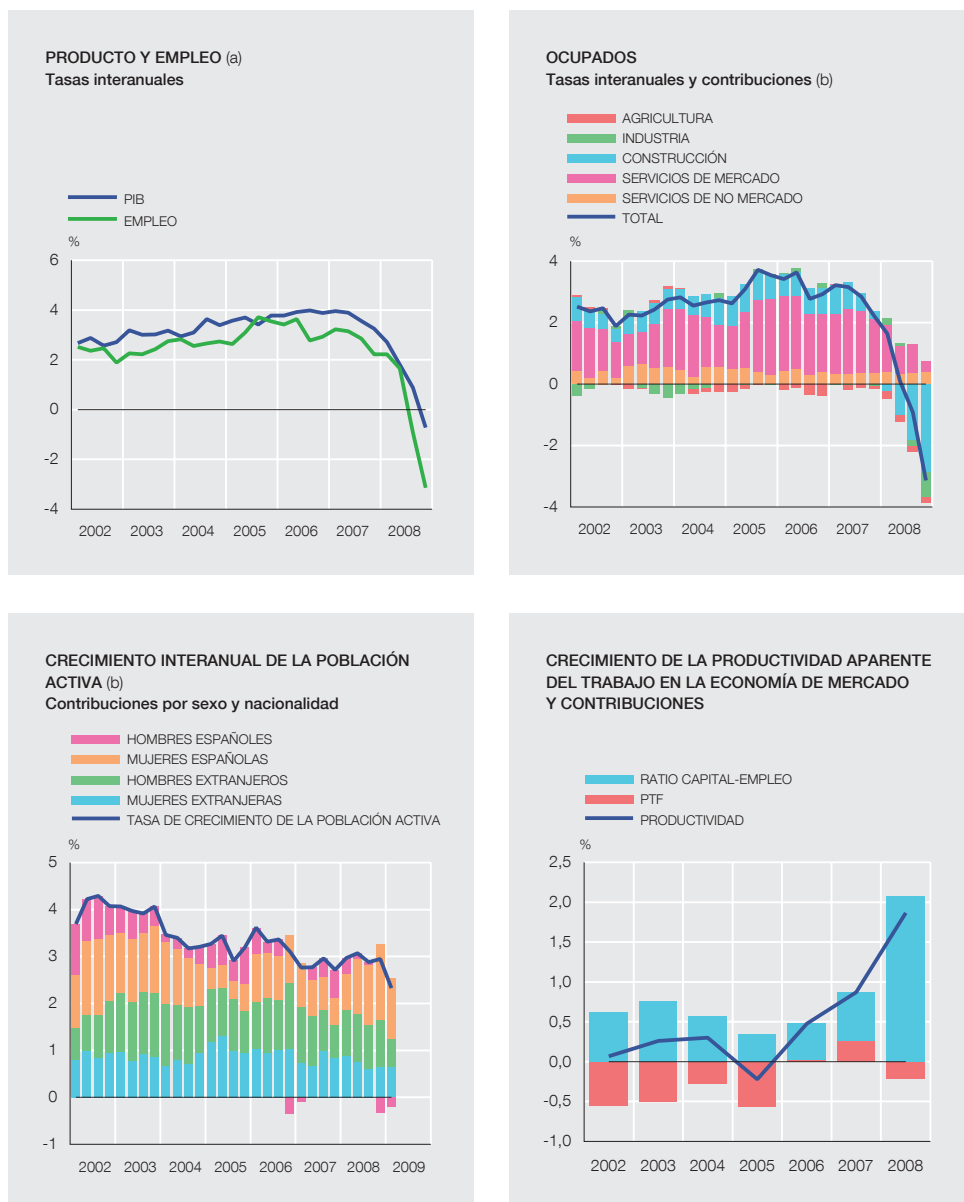 PRODUCTO Y EMPLEO (a)
Tasas interanuales
PIB
EMPLEO
%
6
4
2
0
-2
-4
2002 2003 2004 2005 2006 2007 2008
OCUPADOS
Tasas interanuales y contribuciones (b)
AGRICULTURA
INDUSTRIA
CONSTRUCCIÓN
SERVICIOS DE MERCADO
SERVICIOS DE NO MERCADO
TOTAL
%
4
2
0
-2
-4
2002 2003 2004 2005 2006 2007 2008
CRECIMIENTO INTERANUAL DE LA POBLACIÓN
ACTIVA (b)
Contribuciones por sexo y nacionalidad
HOMBRES ESPAÑOLES
MUJERES ESPAÑOLAS
HOMBRES EXTRANJEROS
MUJERES EXTRANJERAS
TASA DE CRECIMIENTO DE LA POBLACIÓN ACTIVA
%
5
4
3
2
1
0
-1
2002 2003 2004 2005 2006 2007 2008 2009
CRECIMIENTO DE LA PRODUCTIVIDAD APARENTE
DEL TRABAJO EN LA ECONOMÍA DE MERCADO
Y CONTRIBUCIONES
RATIO CAPITAL-EMPLEO
PTF
PRODUCTIVIDAD
%
2,5
2,0
1,5
1,0
0,5
0,0
-0,5
-1,0
2002 2003 2004 2005 2006 2007 2008